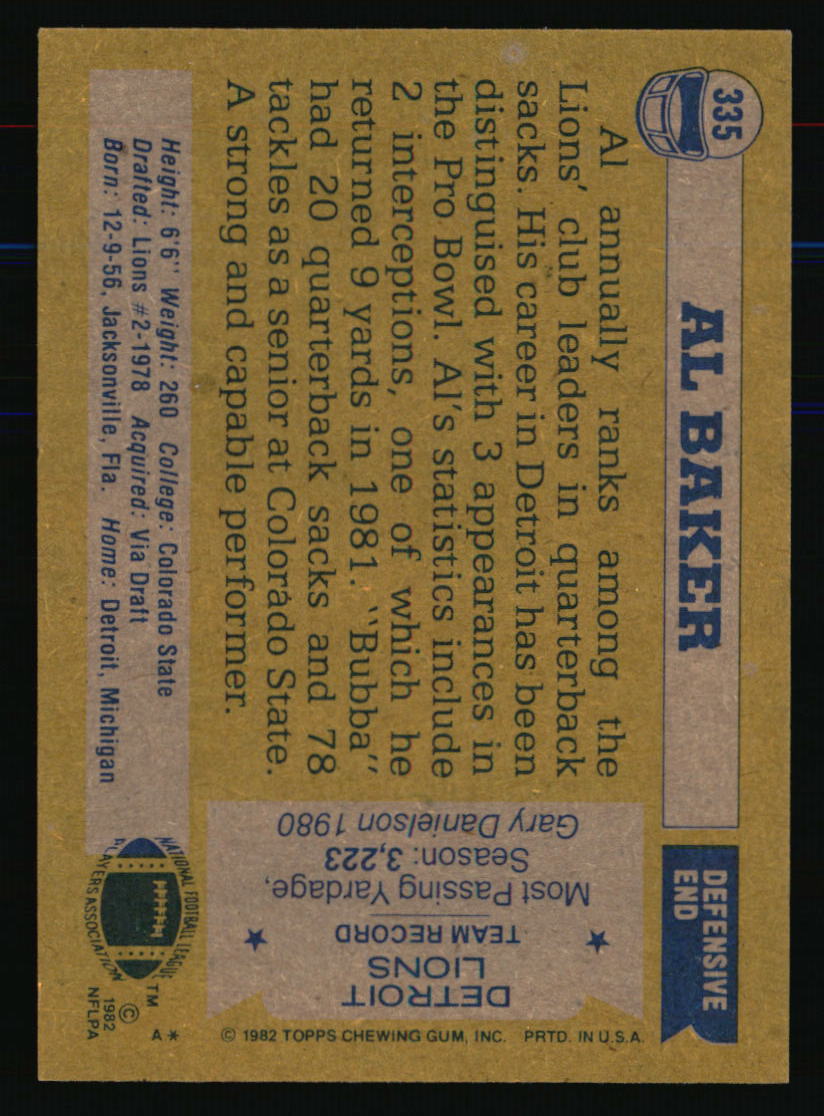 335
AL BAKER
DEFENSIVE
END
Al annually ranks among the
Lions' club leaders in quarterback
sacks. His career in Detroit has been
distinguised with 3 appearances in
the Pro Bowl. Al's statistics include
2 interceptions, one of which he
returned 9 yards in 1981. "Bubba"
had 20 quarterback sacks and 78
tackles as a senior at Colorado State.
A strong and capable performer.
Height: 6'6" Weight: 260 College: Colorado State
Drafted: Lions #2-1978 Acquired: Via Draft
Born: 12-9-56, Jacksonville, Fla. Home: Detroit, Michigan
DETROIT
LIONS
TEAM RECORD
Most Passing Yardage,
Season: 3,223
Gary Danielson 1980
NATIONAL FOOTBALL LEAGUE
PLAYERS ASSOCIATION
TM
© 1982
NFLPA
A*
© 1982 TOPPS CHEWING GUM, INC. PRTD. IN U.S.A.